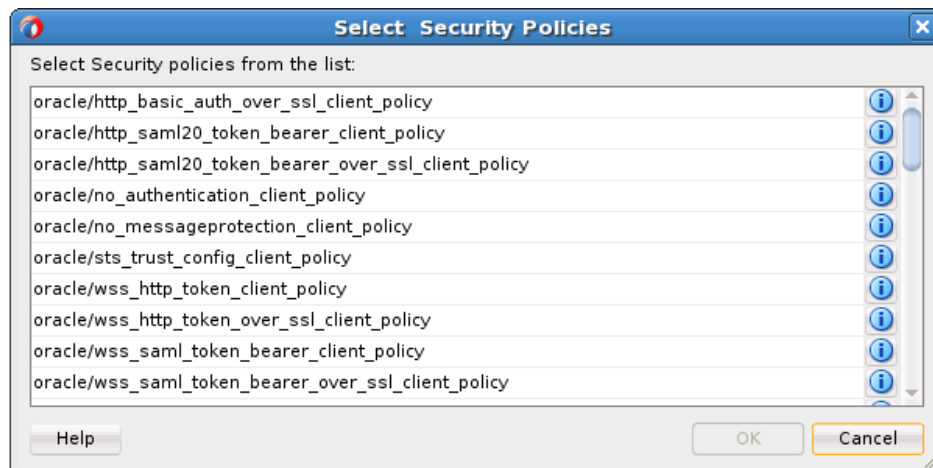 Select Security Policies
Select Security policies from the list:
oracle/http_basic_auth_over_ssl_client_policy
oracle/http_saml20_token_bearer_client_policy
oracle/http_saml20_token_bearer_over_ssl_client_policy
oracle/no_authentication_client_policy
oracle/no_messageprotection_client_policy
oracle/sts_trust_config_client_policy
oracle/wss_http_token_client_policy
oracle/wss_http_token_over_ssl_client_policy
oracle/wss_saml_token_bearer_client_policy
oracle/wss_saml_token_bearer_over_ssl_client_policy
Help OK Cancel